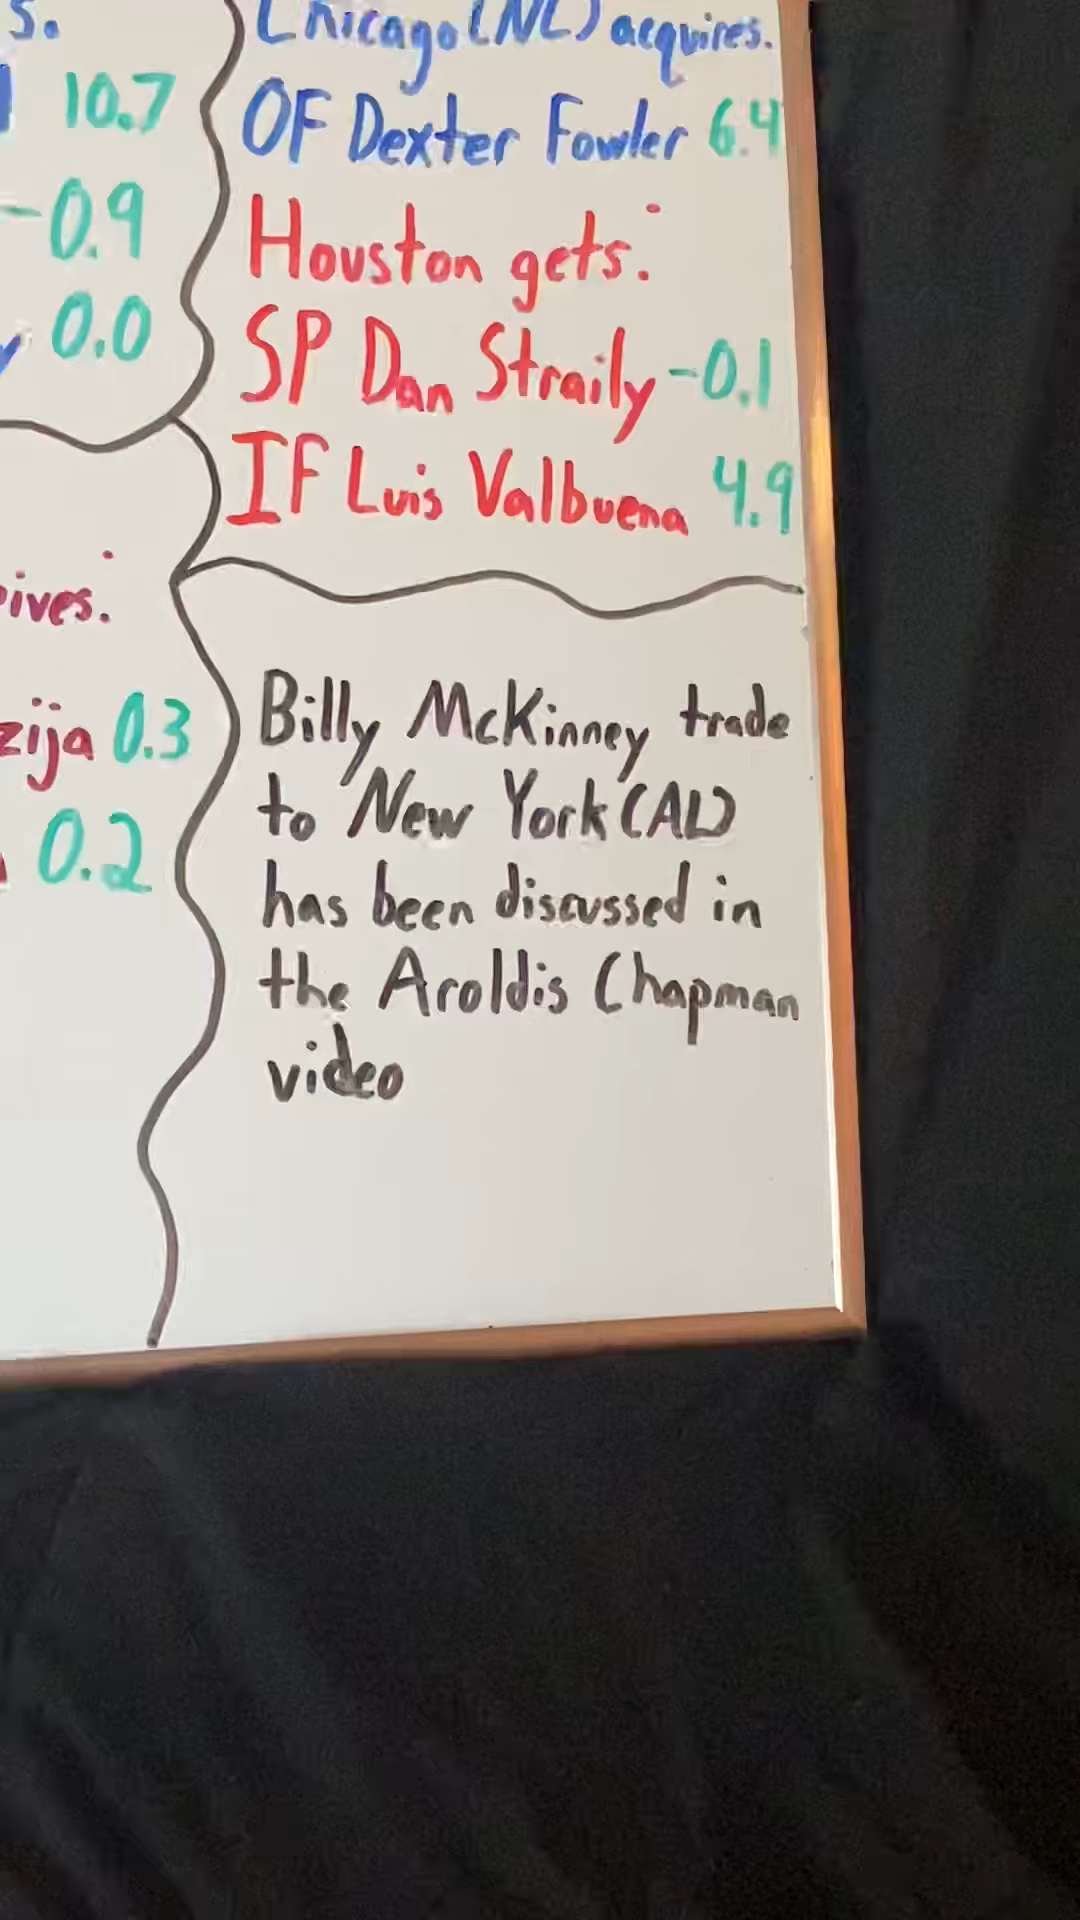 s.
10.7
-0.9
0.0
Chicago (NL) acquires:
OF Dexter Fowler 6.4
Houston gets:
SP Dan Straily -0.1
IF Luis Valbuena 4.9
zija 0.3
0.2
Billy McKinney trade
to New York (AL)
has been discussed in
the Aroldis Chapman
video